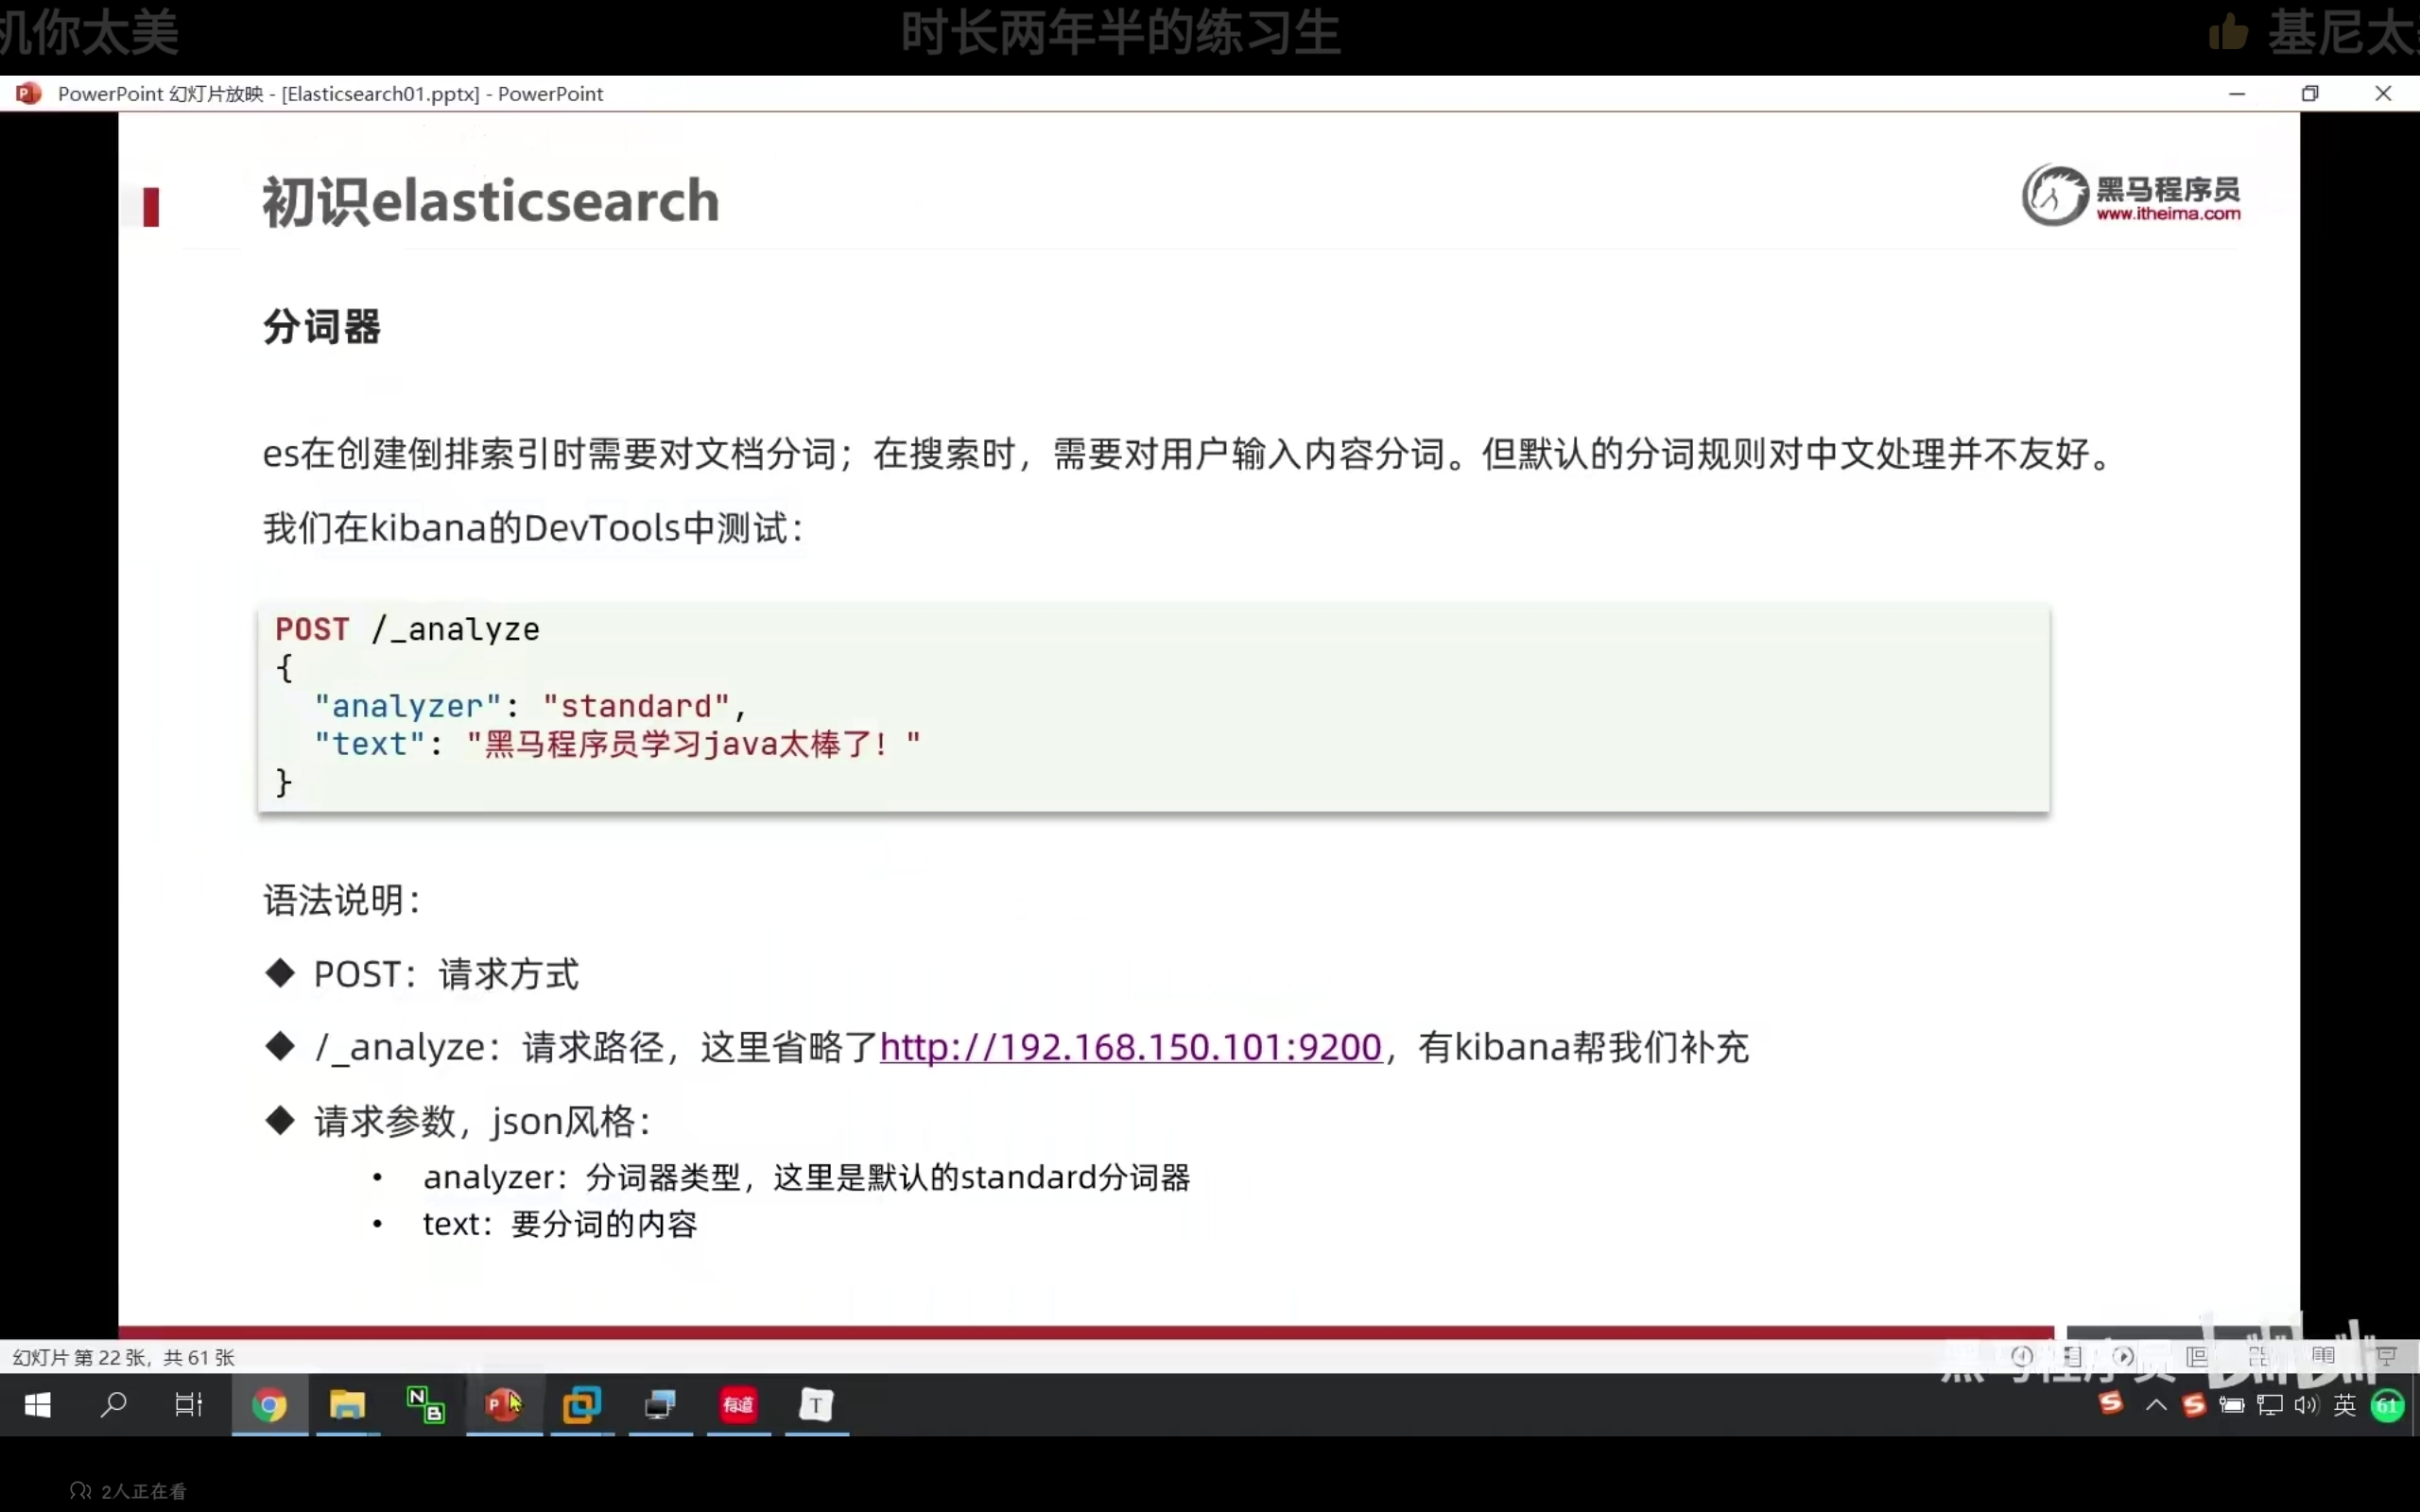 机你太美
时长两年半的练习生
基尼太
PowerPoint 幻灯片放映 - [Elasticsearch01.pptx] - PowerPoint
初识elasticsearch
黑马程序员
www.itheima.com
分词器
es在创建倒排索引时需要对文档分词；在搜索时，需要对用户输入内容分词。但默认的分词规则对中文处理并不友好。
我们在kibana的DevTools中测试：
POST /_analyze
{
"analyzer": "standard",
"text": "黑马程序员学习java太棒了！"
}
语法说明：
◆ POST：请求方式
◆ /_analyze：请求路径，这里省略了http://192.168.150.101:9200，有kibana帮我们补充
◆ 请求参数，json风格：
• analyzer：分词器类型，这里是默认的standard分词器
• text：要分词的内容
幻灯片 第 22 张，共 61 张
黑马程序员 bilibili
N B
P
有道
T
S
S
英
61
2人正在看